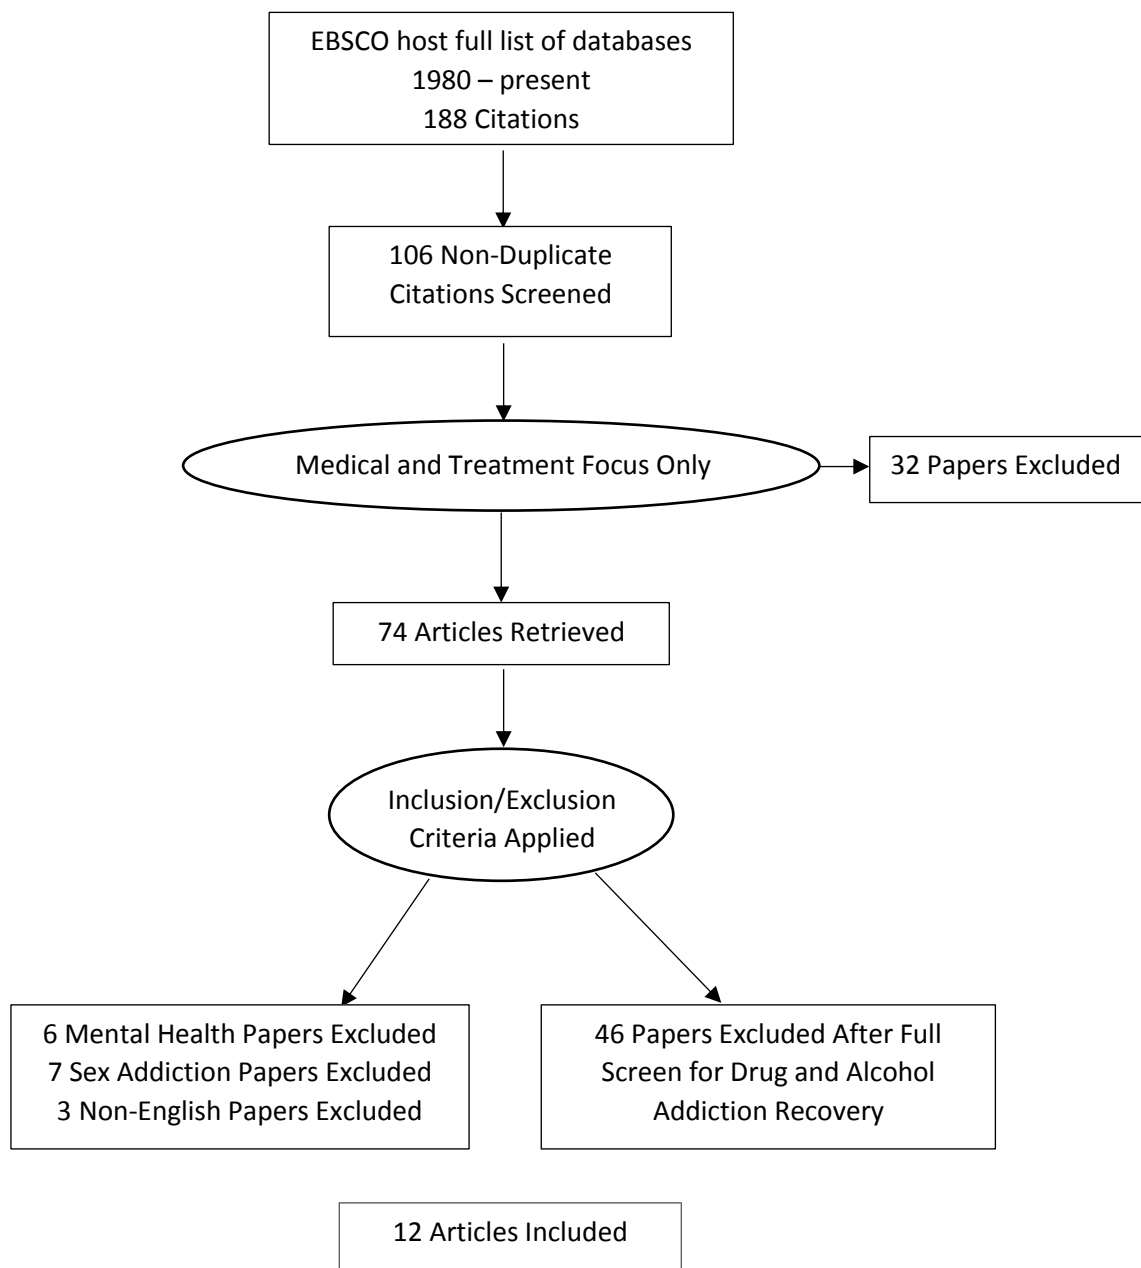 EBSCO host full list of databases
1980 – present
188 Citations
106 Non-Duplicate
Citations Screened
Medical and Treatment Focus Only
32 Papers Excluded
74 Articles Retrieved
Inclusion/Exclusion
Criteria Applied
6 Mental Health Papers Excluded
7 Sex Addiction Papers Excluded
3 Non-English Papers Excluded
46 Papers Excluded After Full
Screen for Drug and Alcohol
Addiction Recovery
12 Articles Included